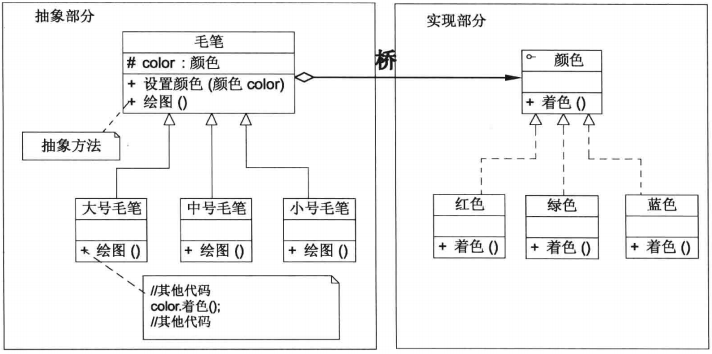 抽象部分
毛笔
# color : 颜色
+ 设置颜色 (颜色 color)
+ 绘图 ()
抽象方法
大号毛笔
+ 绘图 ()
中号毛笔
+ 绘图 ()
小号毛笔
+ 绘图 ()
//其他代码
color.着色();
//其他代码
桥
实现部分
颜色
+ 着色 ()
红色
+ 着色 ()
绿色
+ 着色 ()
蓝色
+ 着色 ()